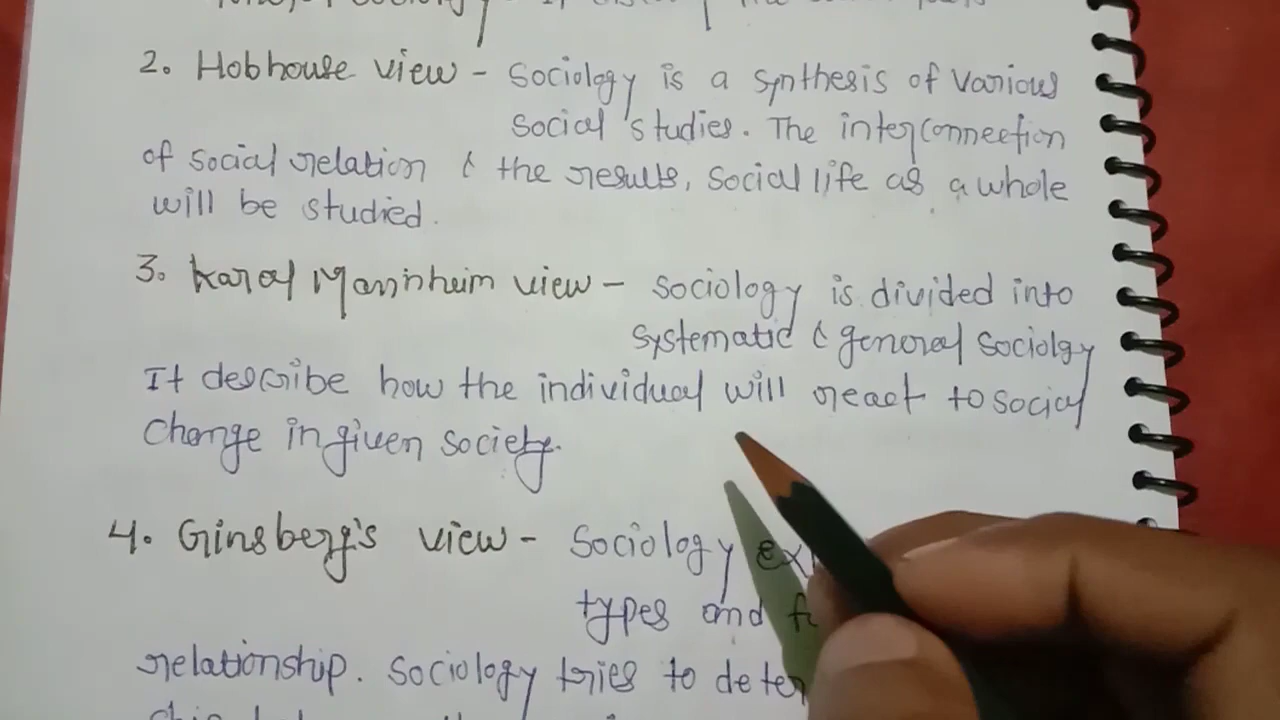 2. Hobhouse view - Sociology is a synthesis of various
social studies. The interconnection
of social relation & the results, social life as a whole
will be studied.
3. Karal Mannheim view - Sociology is divided into
systematic & general sociolgy
It describe how the individual will react to social
change in given society.
4. Ginsberg's view - Sociology
types and
relationship. Sociology tries to